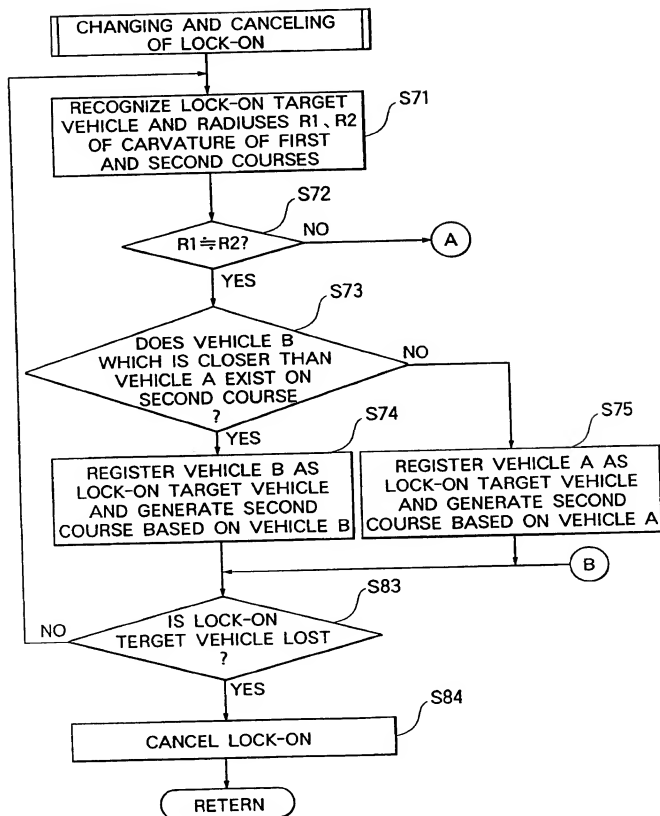 CHANGING AND CANCELING
OF LOCK-ON
S71
RECOGNIZE LOCK-ON TARGET
VEHICLE AND RADIUSES R1、R2
OF CARVATURE OF FIRST
AND SECOND COURSES
S72
R1≒R2?
NO
A
YES
S73
DOES VEHICLE B
WHICH IS CLOSER THAN
VEHICLE A EXIST ON
SECOND COURSE
?
NO
YES
S74
REGISTER VEHICLE B AS
LOCK-ON TARGET VEHICLE
AND GENERATE SECOND
COURSE BASED ON VEHICLE B
S75
REGISTER VEHICLE A AS
LOCK-ON TARGET VEHICLE
AND GENERATE SECOND
COURSE BASED ON VEHICLE A
B
S83
IS LOCK-ON
TERGET VEHICLE LOST
?
NO
YES
S84
CANCEL LOCK-ON
RETERN